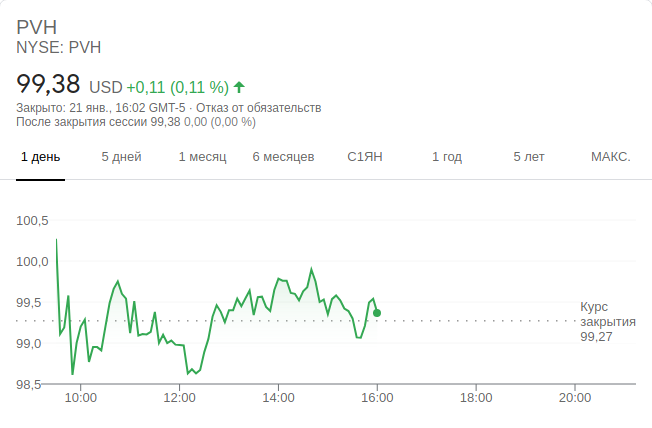 PVH
NYSE: PVH
99,38 USD +0,11 (0,11 %)
Закрыто: 21 янв., 16:02 GMT-5 · Отказ от обязательств
После закрытия сессии 99,38 0,00 (0,00 %)
1 день 5 дней 1 месяц 6 месяцев С1ЯН 1 год 5 лет МАКС.
100,5
100,0
99,5
99,0
98,5
Курс
закрытия
99,27
10:00 12:00 14:00 16:00 18:00 20:00